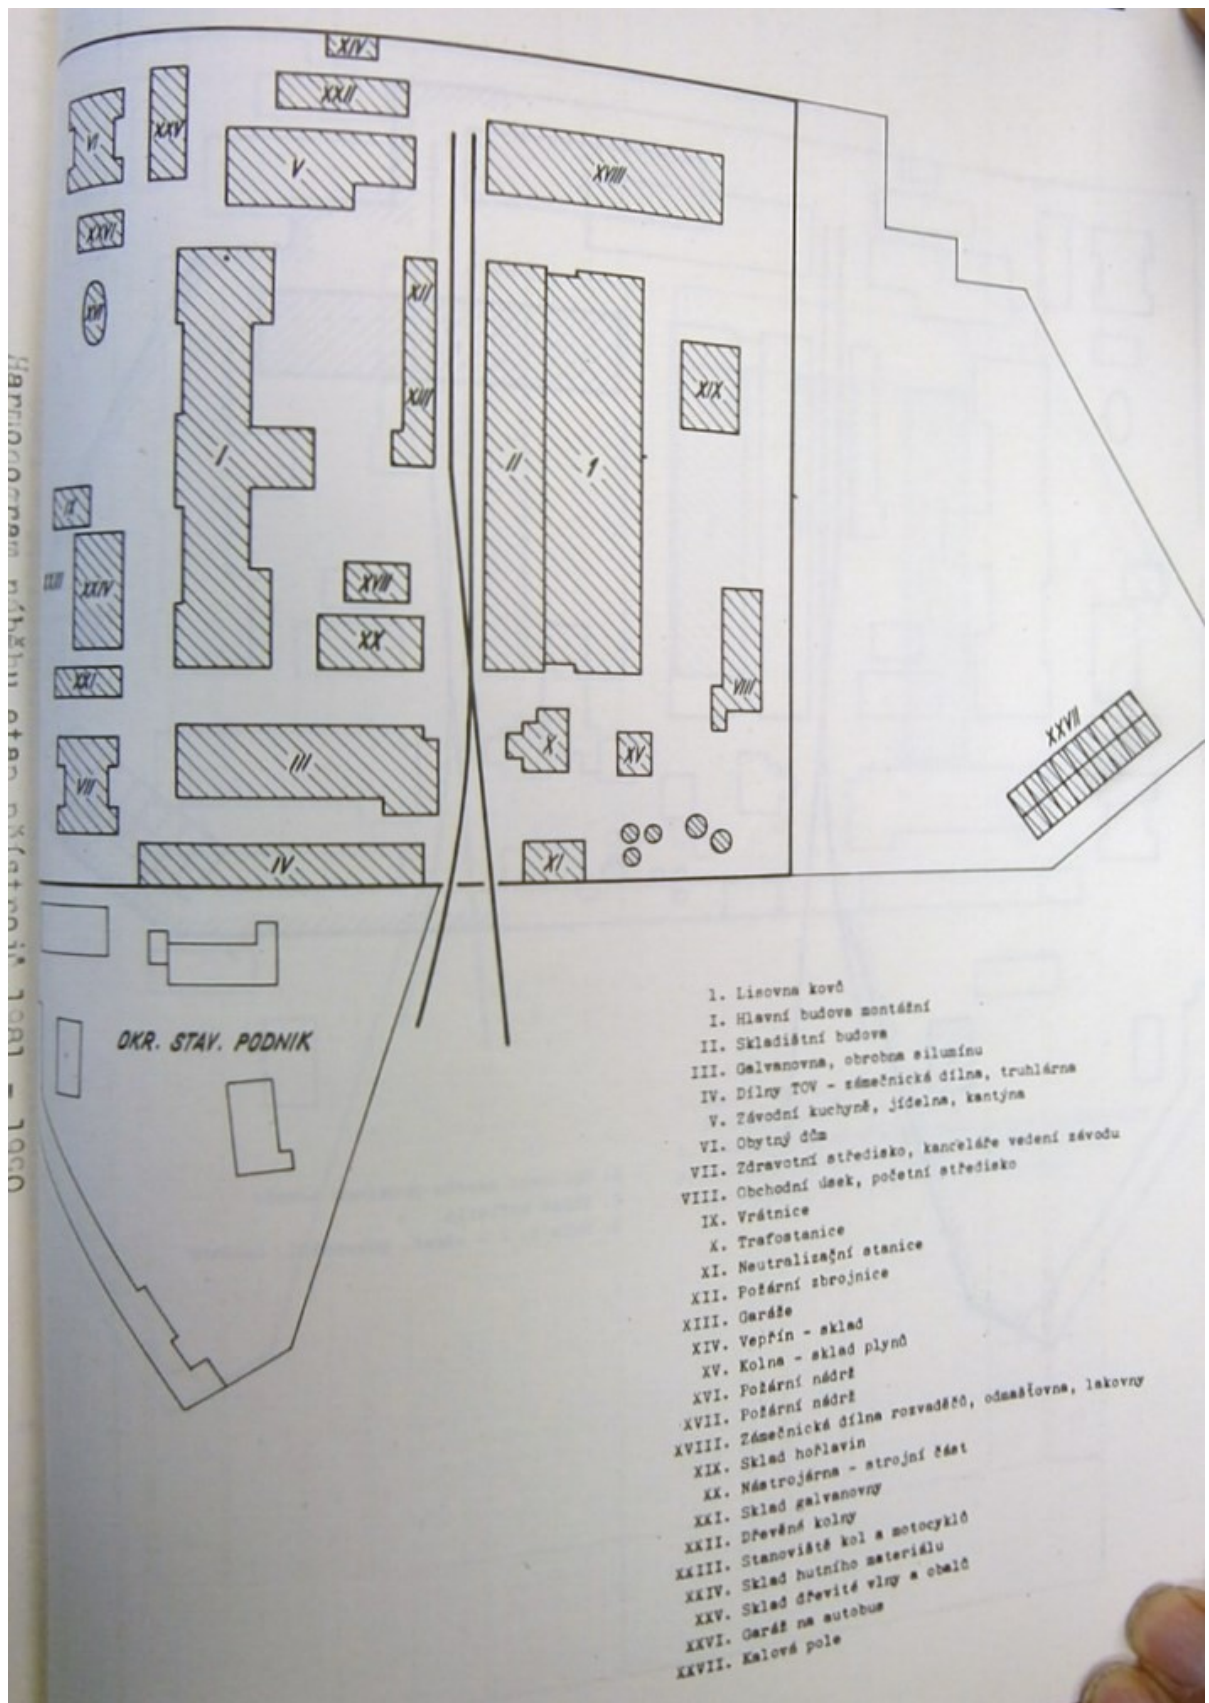 XIV
XXII
VI
XXV
V
XVIII
XXVI
XVI
XII
XIII
I
II
1
XIX
IX
XXIII
XXIV
XVII
XX
XXI
VIII
XXVII
VII
III
X
XV
IV
XI
OKR. STAV. PODNIK
1. Lisovna kovů
I. Hlavní budova montážní
II. Skladištní budova
III. Galvanovna, obrobna silumínu
IV. Dílny TOV - zámečnická dílna, truhlárna
V. Závodní kuchyně, jídelna, kantýna
VI. Obytný dům
VII. Zdravotní středisko, kanceláře vedení závodu
VIII. Obchodní úsek, početní středisko
IX. Vrátnice
X. Trafostanice
XI. Neutralizační stanice
XII. Požární zbrojnice
XIII. Garáže
XIV. Vepřín - sklad
XV. Kolna - sklad plynů
XVI. Požární nádrž
XVII. Požární nádrž
XVIII. Zámečnická dílna rozvaděčů, odmašťovna, lakovny
XIX. Sklad hořlavin
XX. Nástrojárna - strojní část
XXI. Sklad galvanovny
XXII. Dřevěné kolny
XXIII. Stanoviště kol a motocyklů
XXIV. Sklad hutního materiálu
XXV. Sklad dřevité vlny a obalů
XXVI. Garáž na autobus
XXVII. Kalová pole